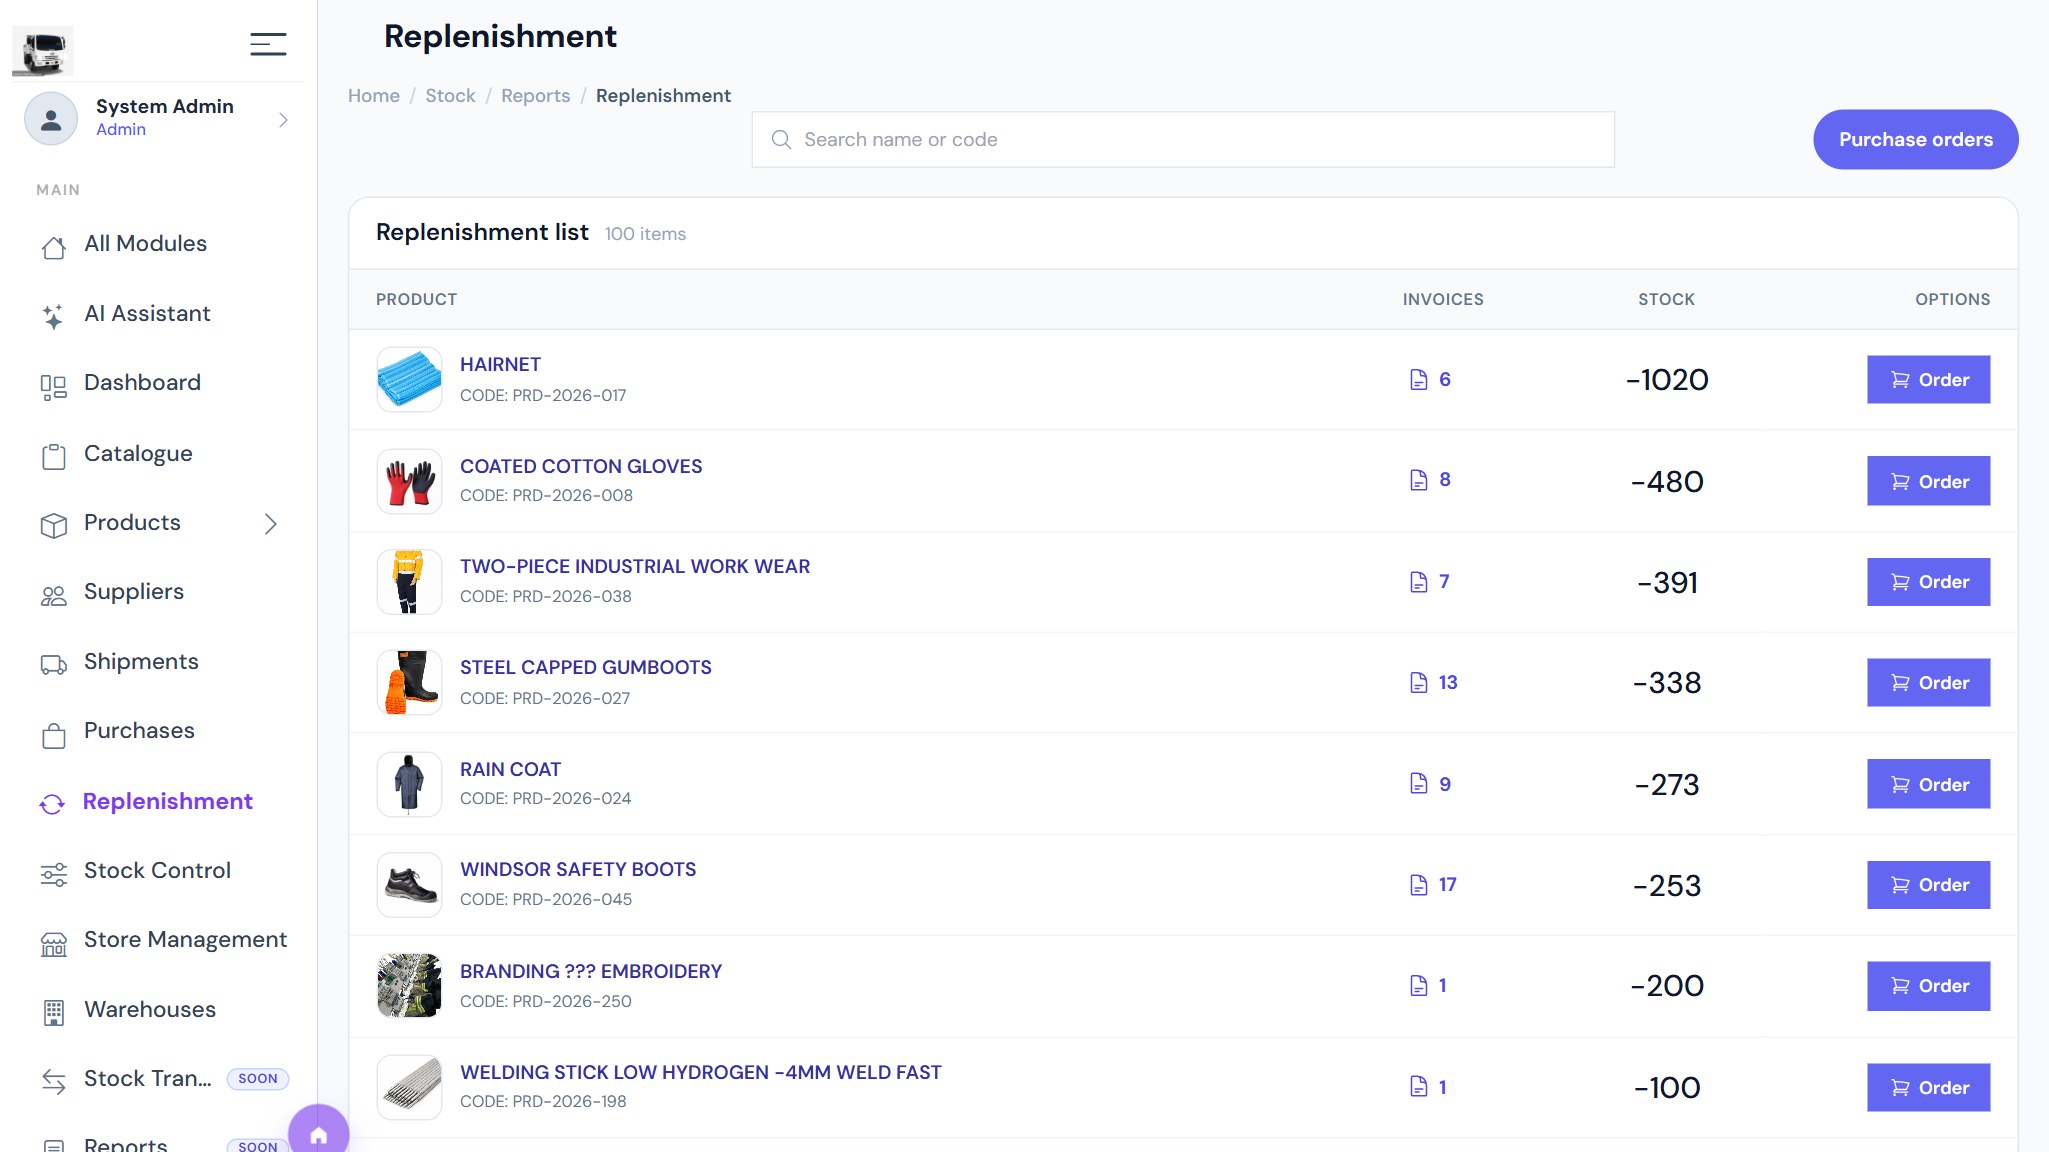 System Admin
Admin
MAIN
All Modules
AI Assistant
Dashboard
Catalogue
Products
Suppliers
Shipments
Purchases
Replenishment
Stock Control
Store Management
Warehouses
Stock Tran... SOON
Reports SOON
Replenishment
Home / Stock / Reports / Replenishment
Search name or code
Purchase orders
Replenishment list 100 items
PRODUCT INVOICES STOCK OPTIONS
HAIRNET
CODE: PRD-2026-017
6 -1020 Order
COATED COTTON GLOVES
CODE: PRD-2026-008
8 -480 Order
TWO-PIECE INDUSTRIAL WORK WEAR
CODE: PRD-2026-038
7 -391 Order
STEEL CAPPED GUMBOOTS
CODE: PRD-2026-027
13 -338 Order
RAIN COAT
CODE: PRD-2026-024
9 -273 Order
WINDSOR SAFETY BOOTS
CODE: PRD-2026-045
17 -253 Order
BRANDING ??? EMBROIDERY
CODE: PRD-2026-250
1 -200 Order
WELDING STICK LOW HYDROGEN -4MM WELD FAST
CODE: PRD-2026-198
1 -100 Order